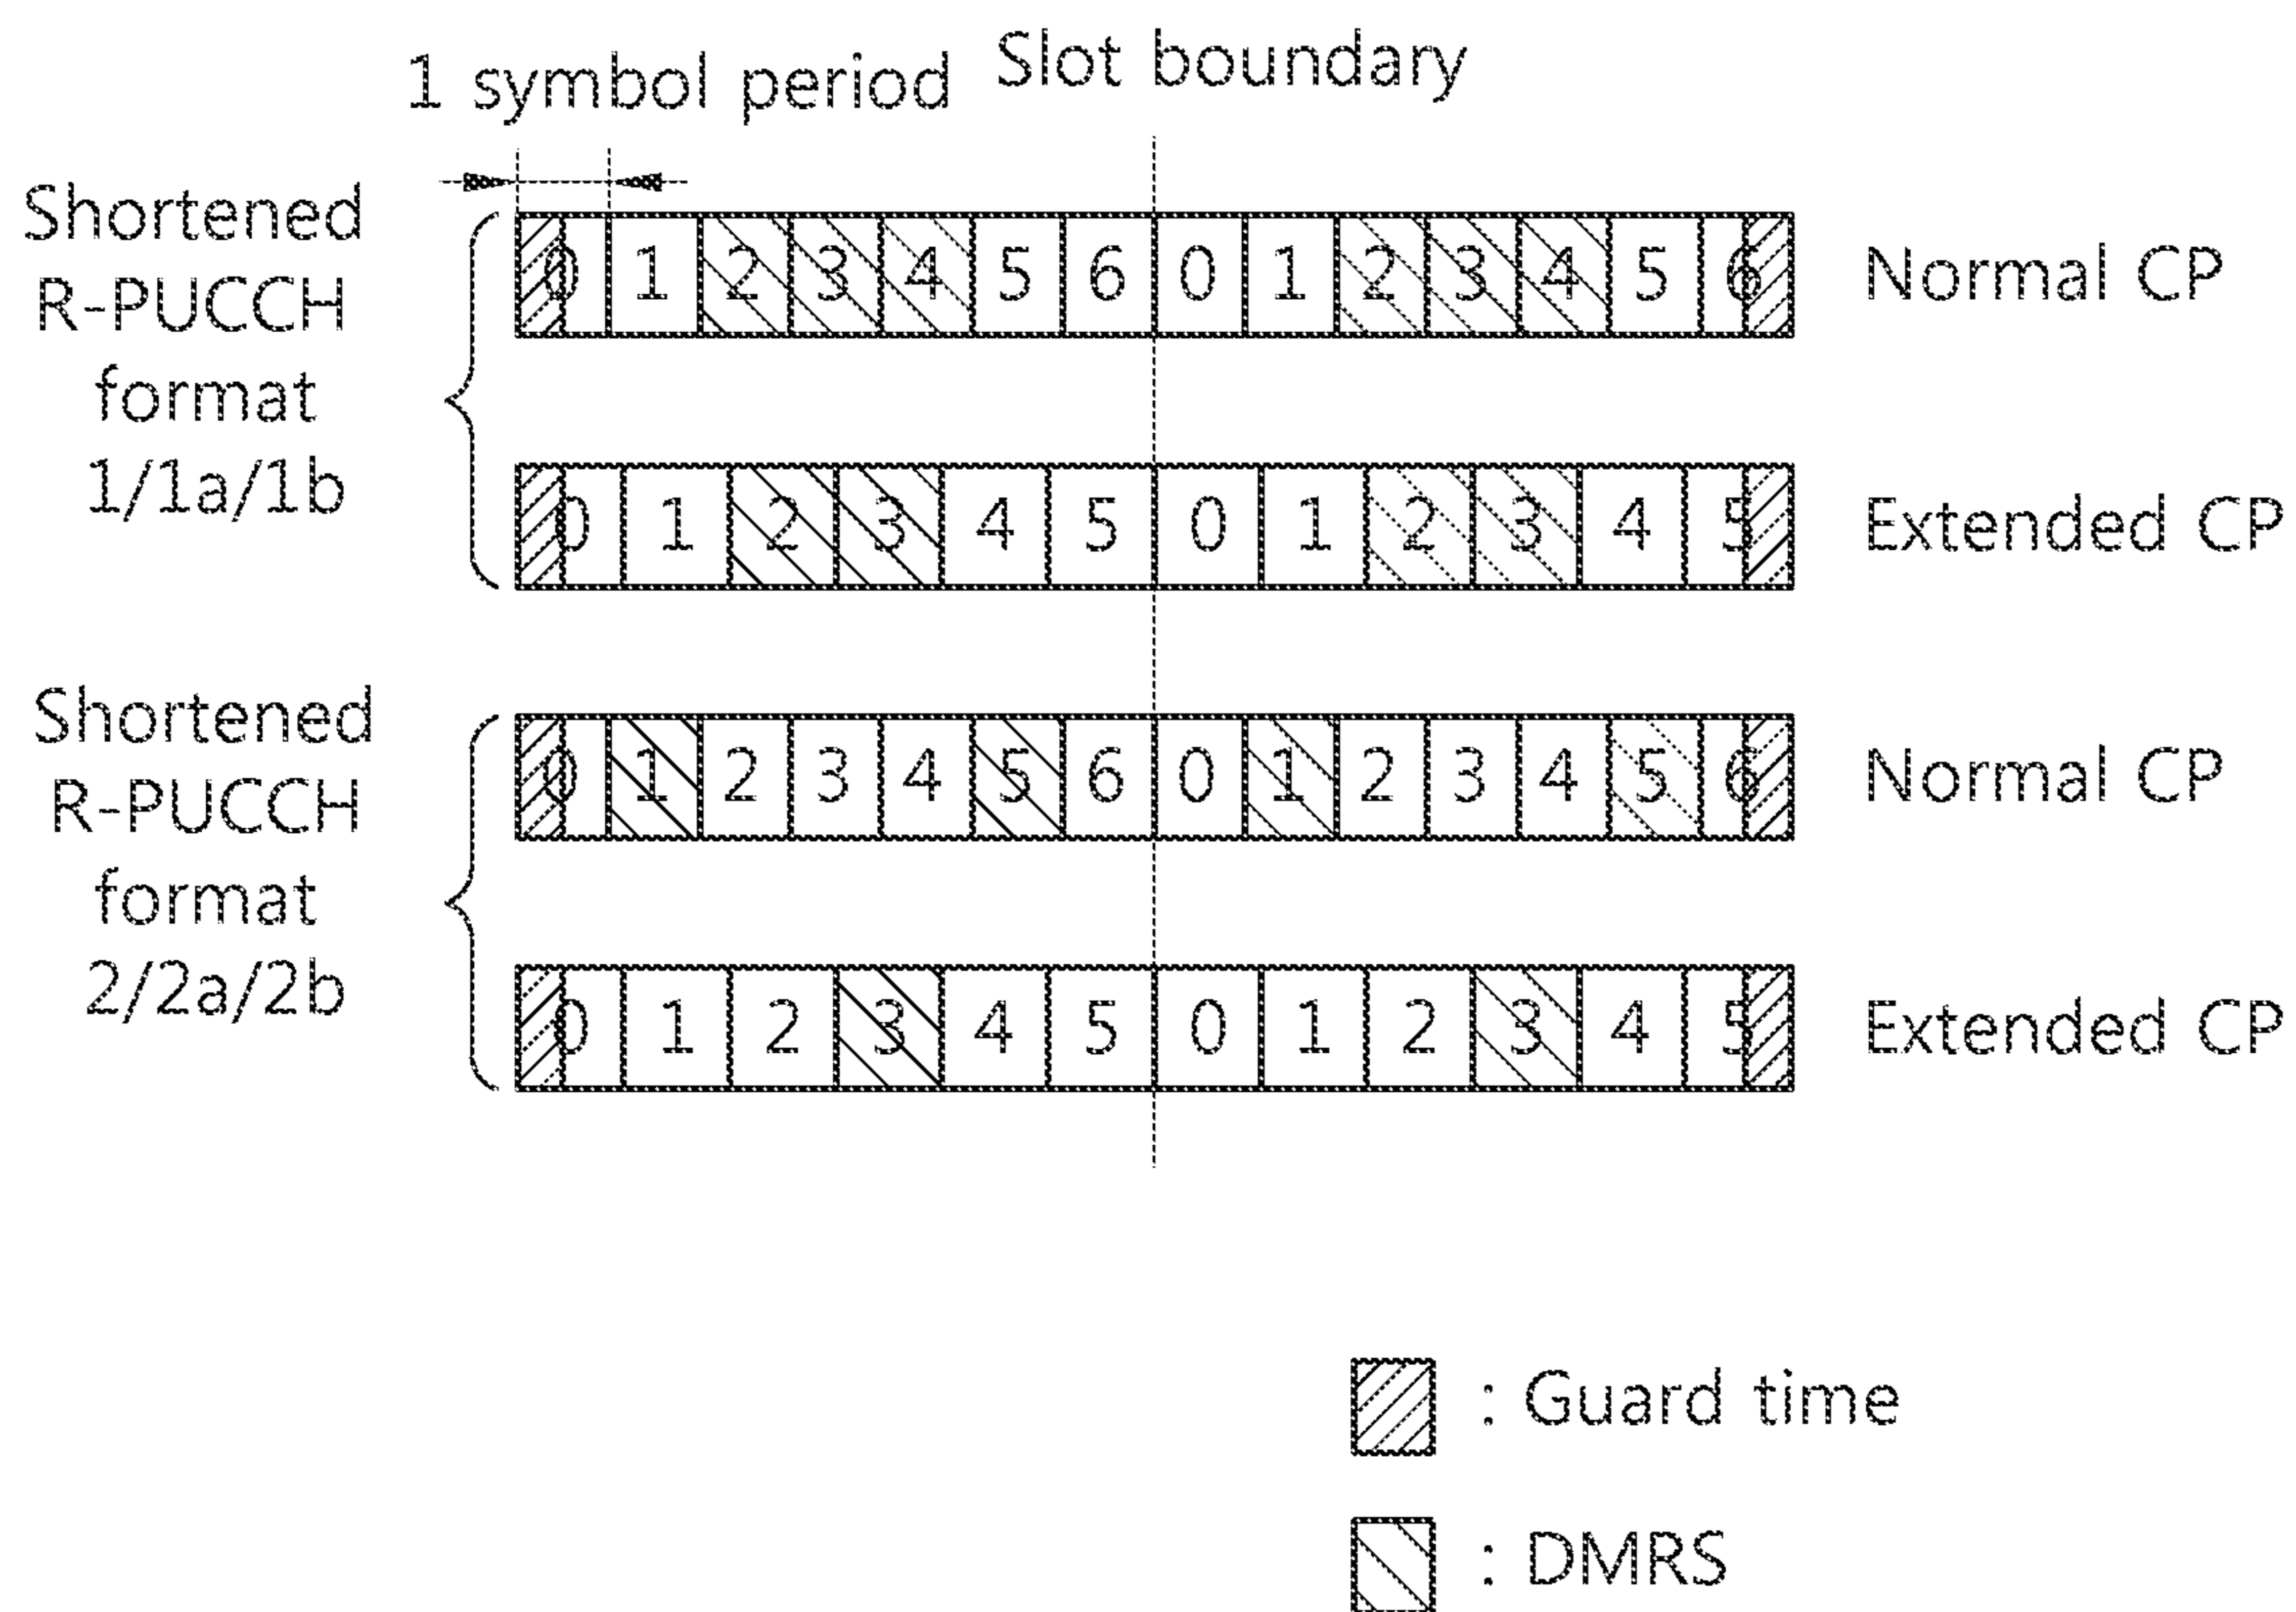 1 symbol period
Slot boundary
Shortened
R-PUCCH
format
1/1a/1b
0 1 2 3 4 5 6 0 1 2 3 4 5 6
Normal CP
0 1 2 3 4 5 0 1 2 3 4 5
Extended CP
Shortened
R-PUCCH
format
2/2a/2b
0 1 2 3 4 5 6 0 1 2 3 4 5 6
Normal CP
0 1 2 3 4 5 0 1 2 3 4 5
Extended CP
: Guard time
: DMRS